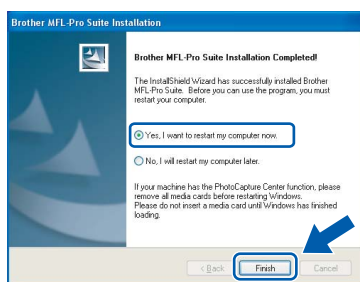 Brother MFL-Pro Suite Installation
Brother MFL-Pro Suite Installation Completed!
The InstallShield Wizard has successfully installed Brother
MFL-Pro Suite. Before you can use the program, you must
restart your computer.
Yes, I want to restart my computer now.
No, I will restart my computer later.
If your machine has the PhotoCapture Center function, please
remove all media cards before restarting Windows.
Please do not insert a media card until Windows has finished
loading.
< Back Finish Cancel